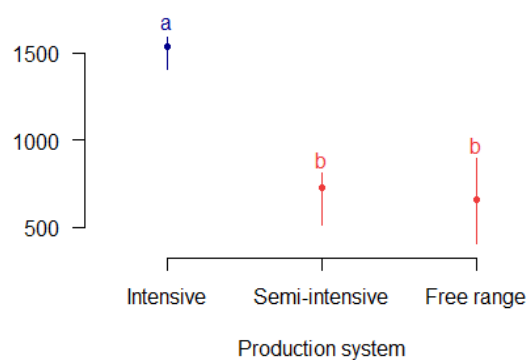 a
1500
1000
b
b
500
Intensive Semi-intensive Free range
Production system